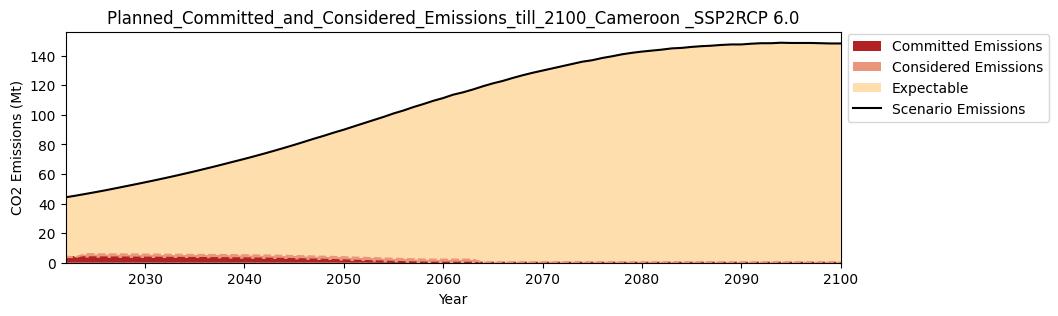 Planned_Committed_and_Considered_Emissions_till_2100_Cameroon _SSP2RCP 6.0
Committed Emissions
Considered Emissions
Expectable
Scenario Emissions
CO2 Emissions (Mt)
140
120
100
80
60
40
20
0
2030 2040 2050 2060 2070 2080 2090 2100
Year